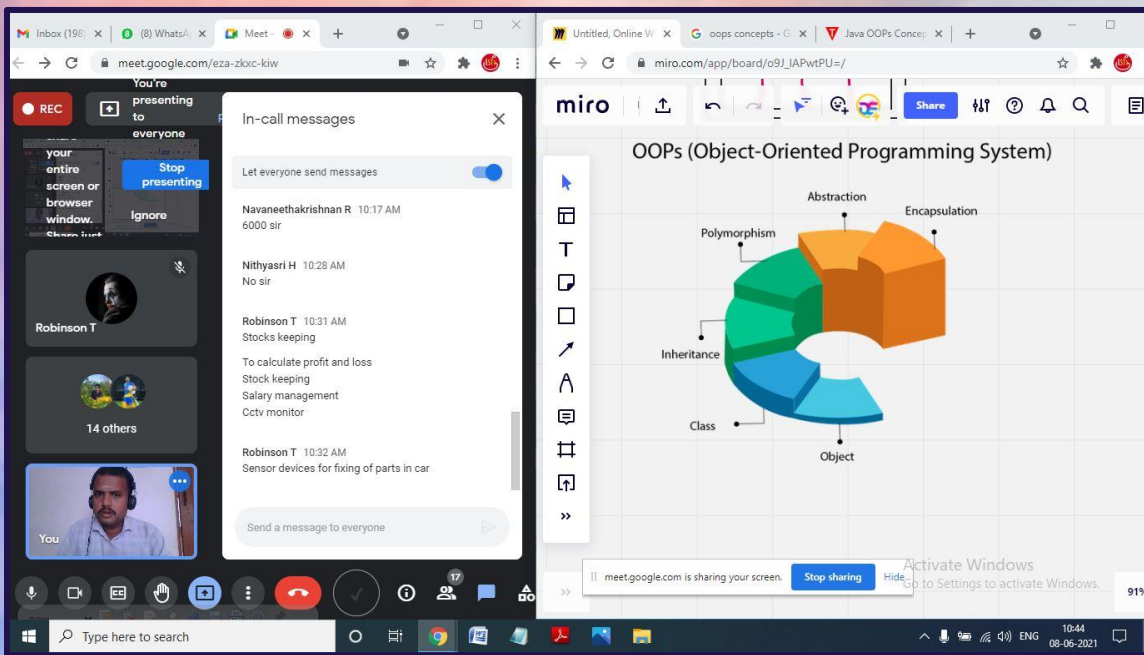 Inbox (198
(8) WhatsA
Meet -
meet.google.com/eza-zkxc-kiw
REC
You're
presenting
to
everyone
your
entire
screen or
browser
window.
Share just
Stop
presenting
Ignore
Robinson T
14 others
You
In-call messages
Let everyone send messages
Navaneethakrishnan R 10:17 AM
6000 sir
Nithyasri H 10:28 AM
No sir
Robinson T 10:31 AM
Stocks keeping
To calculate profit and loss
Stock keeping
Salary management
Cctv monitor
Robinson T 10:32 AM
Sensor devices for fixing of parts in car
Send a message to everyone
17
Untitled, Online W
oops concepts - G
Java OOPs Concep
miro.com/app/board/o9J_lAPwtPU=/
miro
Share
OOPs (Object-Oriented Programming System)
Abstraction
Encapsulation
Polymorphism
Inheritance
Class
Object
meet.google.com is sharing your screen.
Stop sharing
Hide
Activate Windows
Go to Settings to activate Windows.
91%
Type here to search
ENG
10:44
08-06-2021